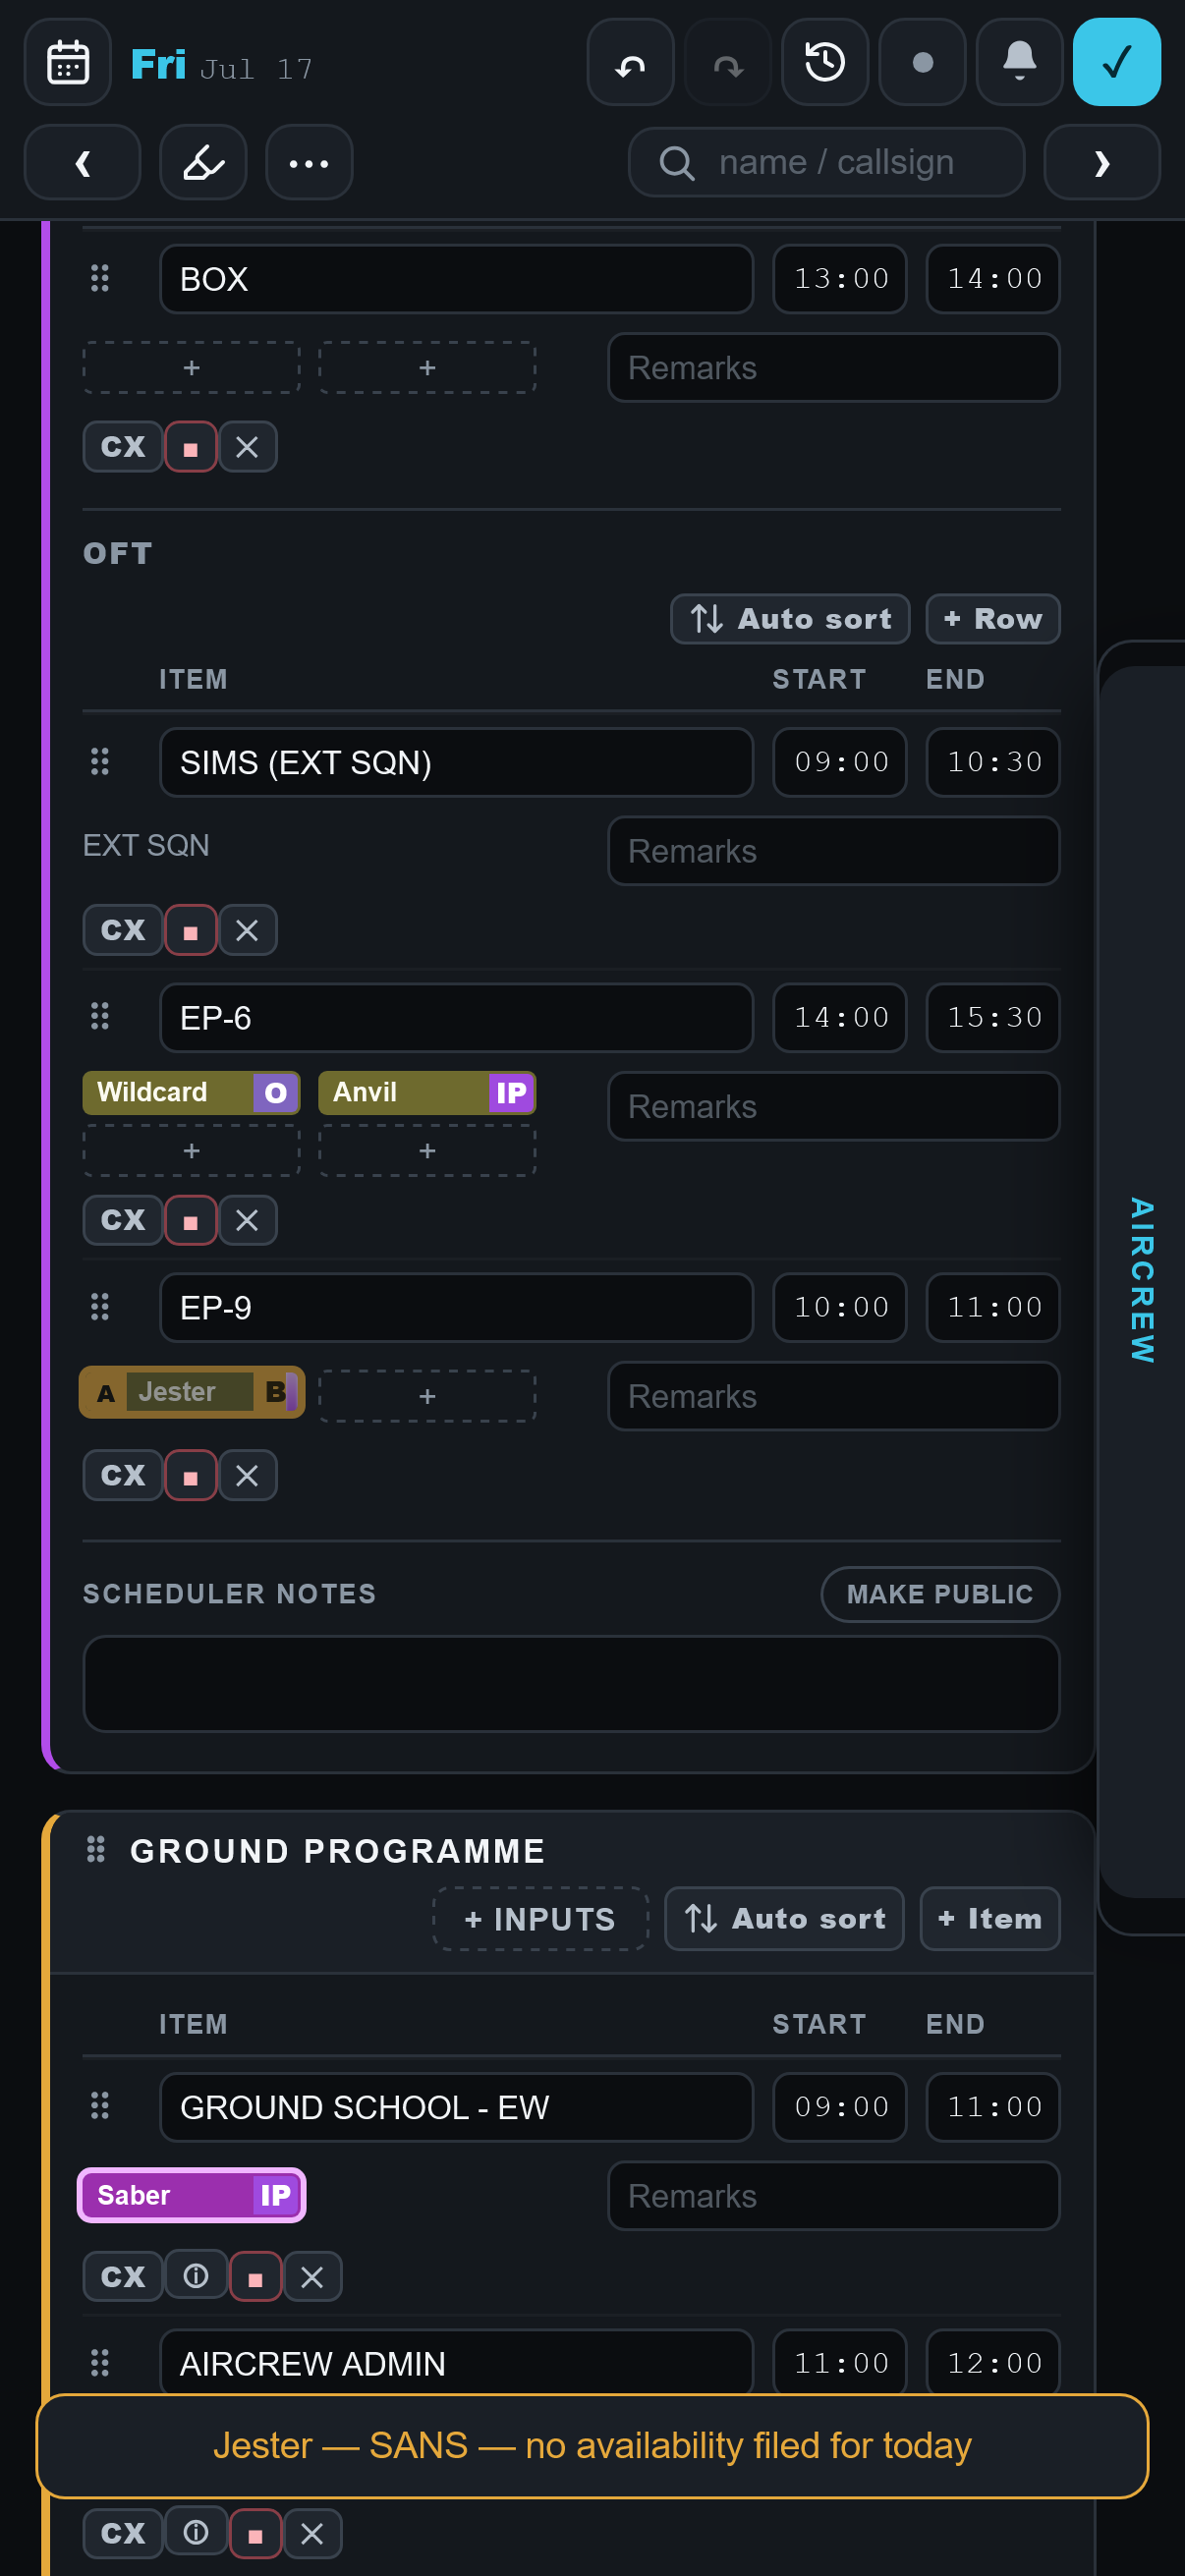 Fri Jul 17
name / callsign
BOX 13:00 14:00
+ + Remarks
CX
OFT
Auto sort + Row
ITEM START END
SIMS (EXT SQN) 09:00 10:30
EXT SQN Remarks
CX
EP-6 14:00 15:30
Wildcard O Anvil IP Remarks
+ +
CX
EP-9 10:00 11:00
A Jester B + Remarks
CX
SCHEDULER NOTES MAKE PUBLIC
AIRCREW
GROUND PROGRAMME
+ INPUTS Auto sort + Item
ITEM START END
GROUND SCHOOL - EW 09:00 11:00
Saber IP Remarks
CX
AIRCREW ADMIN 11:00 12:00
Jester — SANS — no availability filed for today
CX